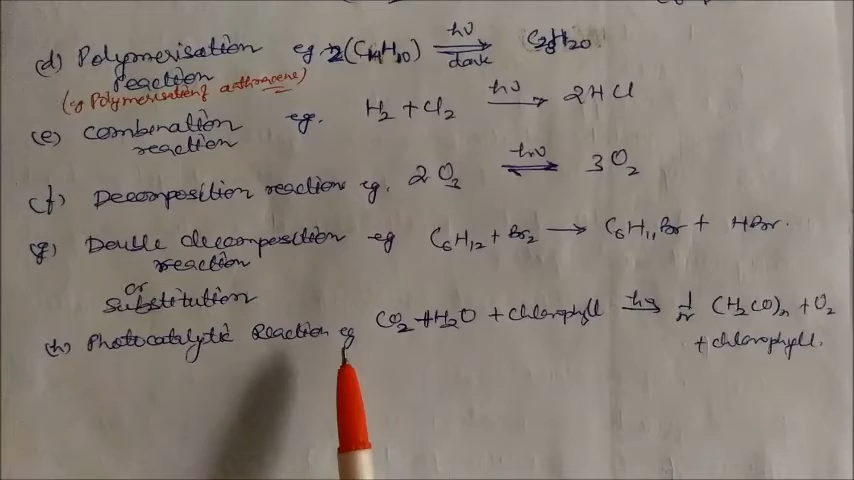 (d) Polymerisation eg 2(C14H10) hν ⇌ dark C28H20
reaction
(eg Polymerisation of anthracene)
(e) Combination eg. H2 + Cl2 hν → 2HCl
reaction
(f) Decomposition reaction eg. 2O3 hν ⇌ 3O2
(g) Double decomposition eg C6H12 + Br2 → C6H11Br + HBr.
reaction
or
substitution
(h) Photocatalytic Reaction eg CO2 + H2O + chlorophyll hν → 1/n (H2CO)n + O2
+ chlorophyll.